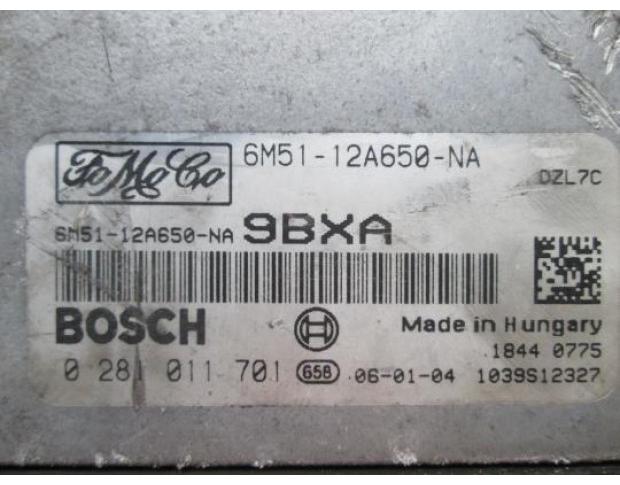 FoMoCo 6M51-12A650-NA
DZL7C
6M51-12A650-NA 9BXA
BOSCH
Made in Hungary
1844 0775
0 281 011 701 658 06-01-04 1039S12327